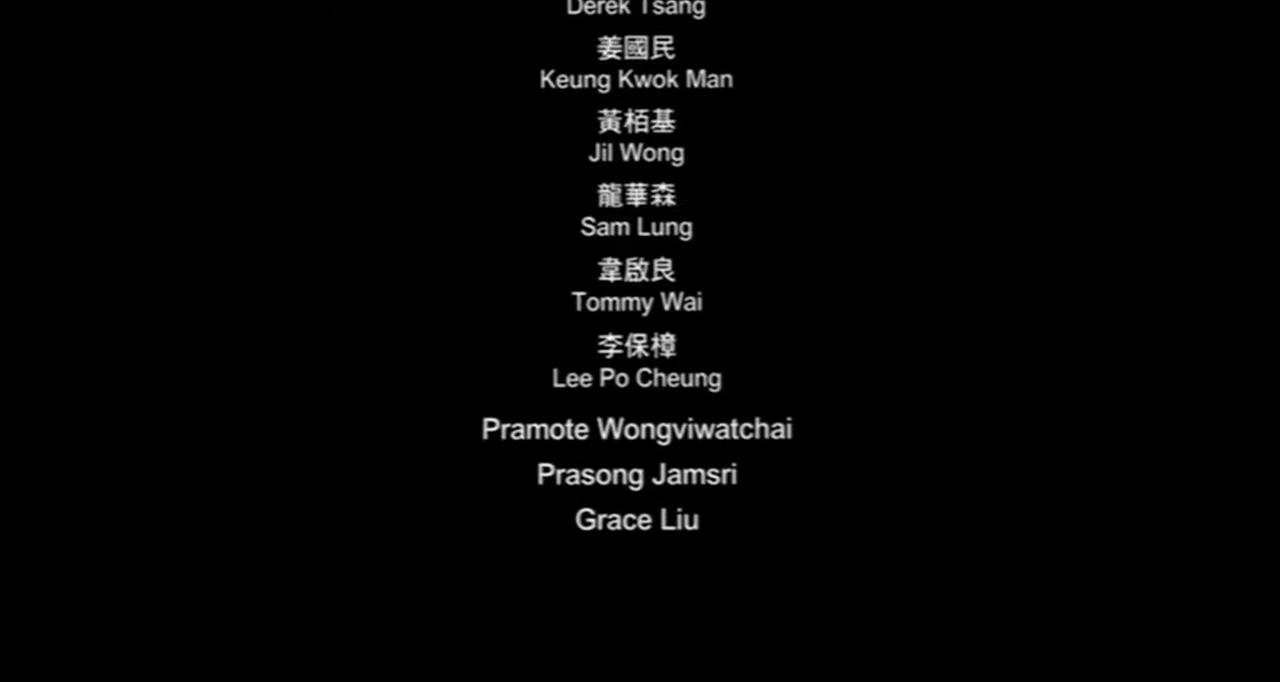 Derek Tsang
姜國民
Keung Kwok Man
黃栢基
Jil Wong
龍華森
Sam Lung
韋啟良
Tommy Wai
李保樟
Lee Po Cheung
Pramote Wongviwatchai
Prasong Jamsri
Grace Liu